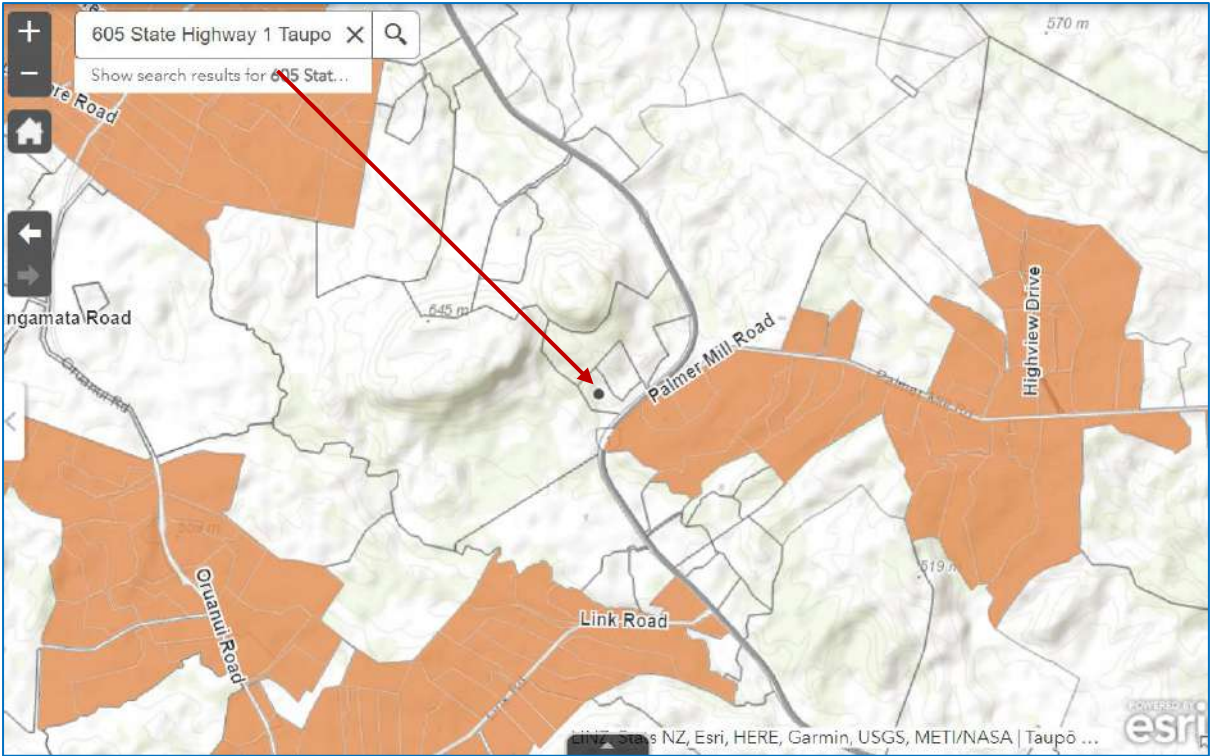 605 State Highway 1 Taupo
Show search results for 605 Stat...
570 m
ngamata Road
645 m
Palmer Mill Road
Highview Drive
Oruanui Road
519 m
Link Road
LINZ, Stats NZ, Esri, HERE, Garmin, USGS, METI/NASA | Taupō ...
POWERED BY
esri